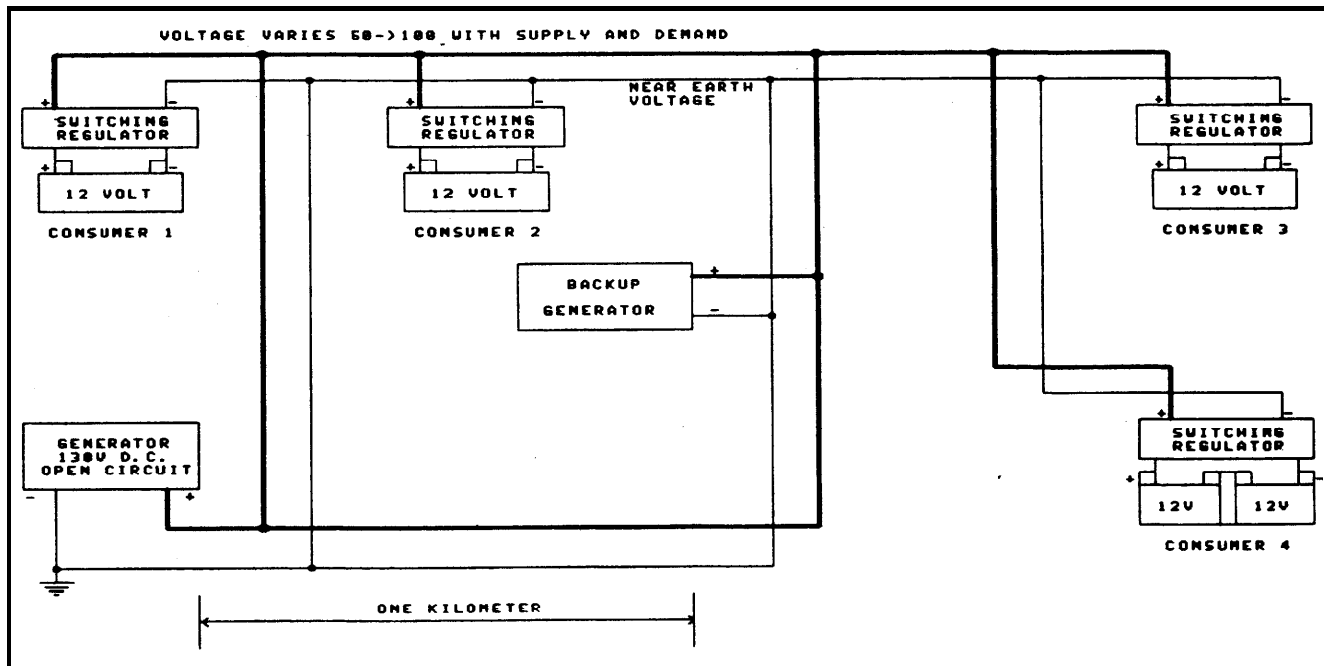 VOLTAGE VARIES 60->100 WITH SUPPLY AND DEMAND
NEAR EARTH
VOLTAGE
+ -
SWITCHING
REGULATOR
+ -
12 VOLT
CONSUMER 1
+ -
SWITCHING
REGULATOR
+ -
12 VOLT
CONSUMER 2
+ -
SWITCHING
REGULATOR
+ -
12 VOLT
CONSUMER 3
BACKUP
GENERATOR
+
-
GENERATOR
130V D.C.
OPEN CIRCUIT
- +
+ -
SWITCHING
REGULATOR
+ -
12V 12V
CONSUMER 4
ONE KILOMETER